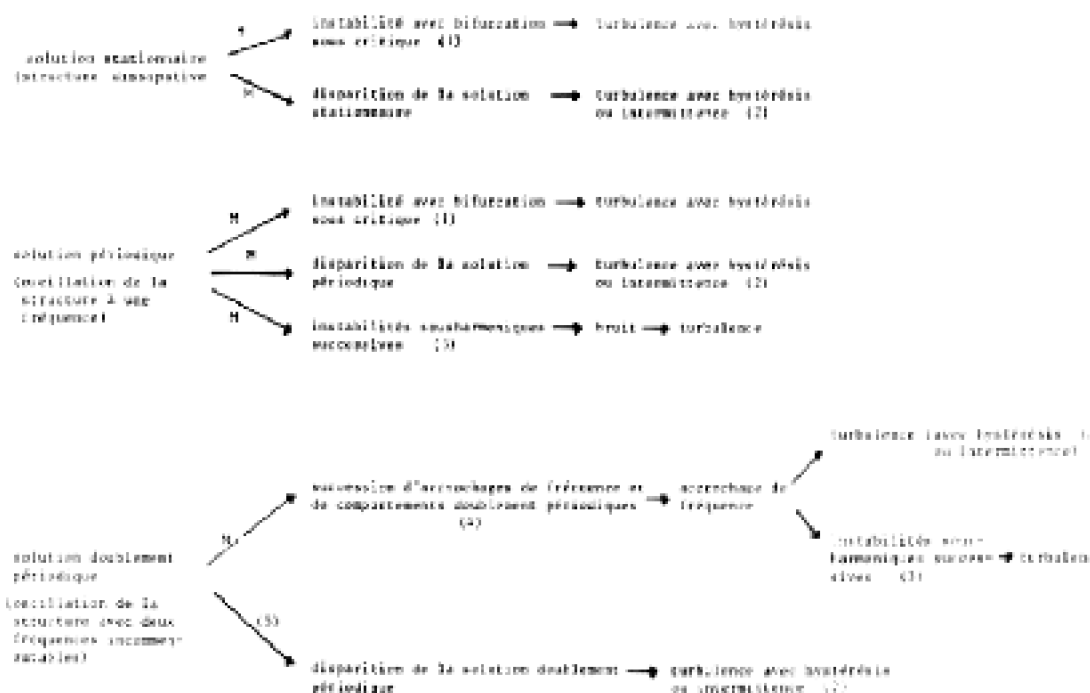 instabilité avec bifurcation → turbulence avec hystérésis
sous critique (1)
solution stationnaire
(structure dissipative
disparition de la solution → turbulence avec hystérésis
stationnaire ou intermittence (2)
instabilité avec bifurcation → turbulence avec hystérésis
sous critique (1)
M
solution périodique
(oscillation de la
structure à une
fréquence)
M
disparition de la solution → turbulence avec hystérésis
périodique ou intermittence (2)
M
instabilités sousharmoniques → bruit → turbulence
successives (3)
turbulence (avec hystérésis
ou intermittence)
succession d'accrochages de fréquence et → accrochage de
de comportements doublement périodiques fréquence
(4)
instabilités sous-
harmoniques succes- → turbulen
sives (3)
solution doublement
périodique
(oscillation de la
structure avec deux
fréquences incommen-
surables)
(5)
disparition de la solution doublement → turbulence avec hystérésis
périodique ou intermittence (2)